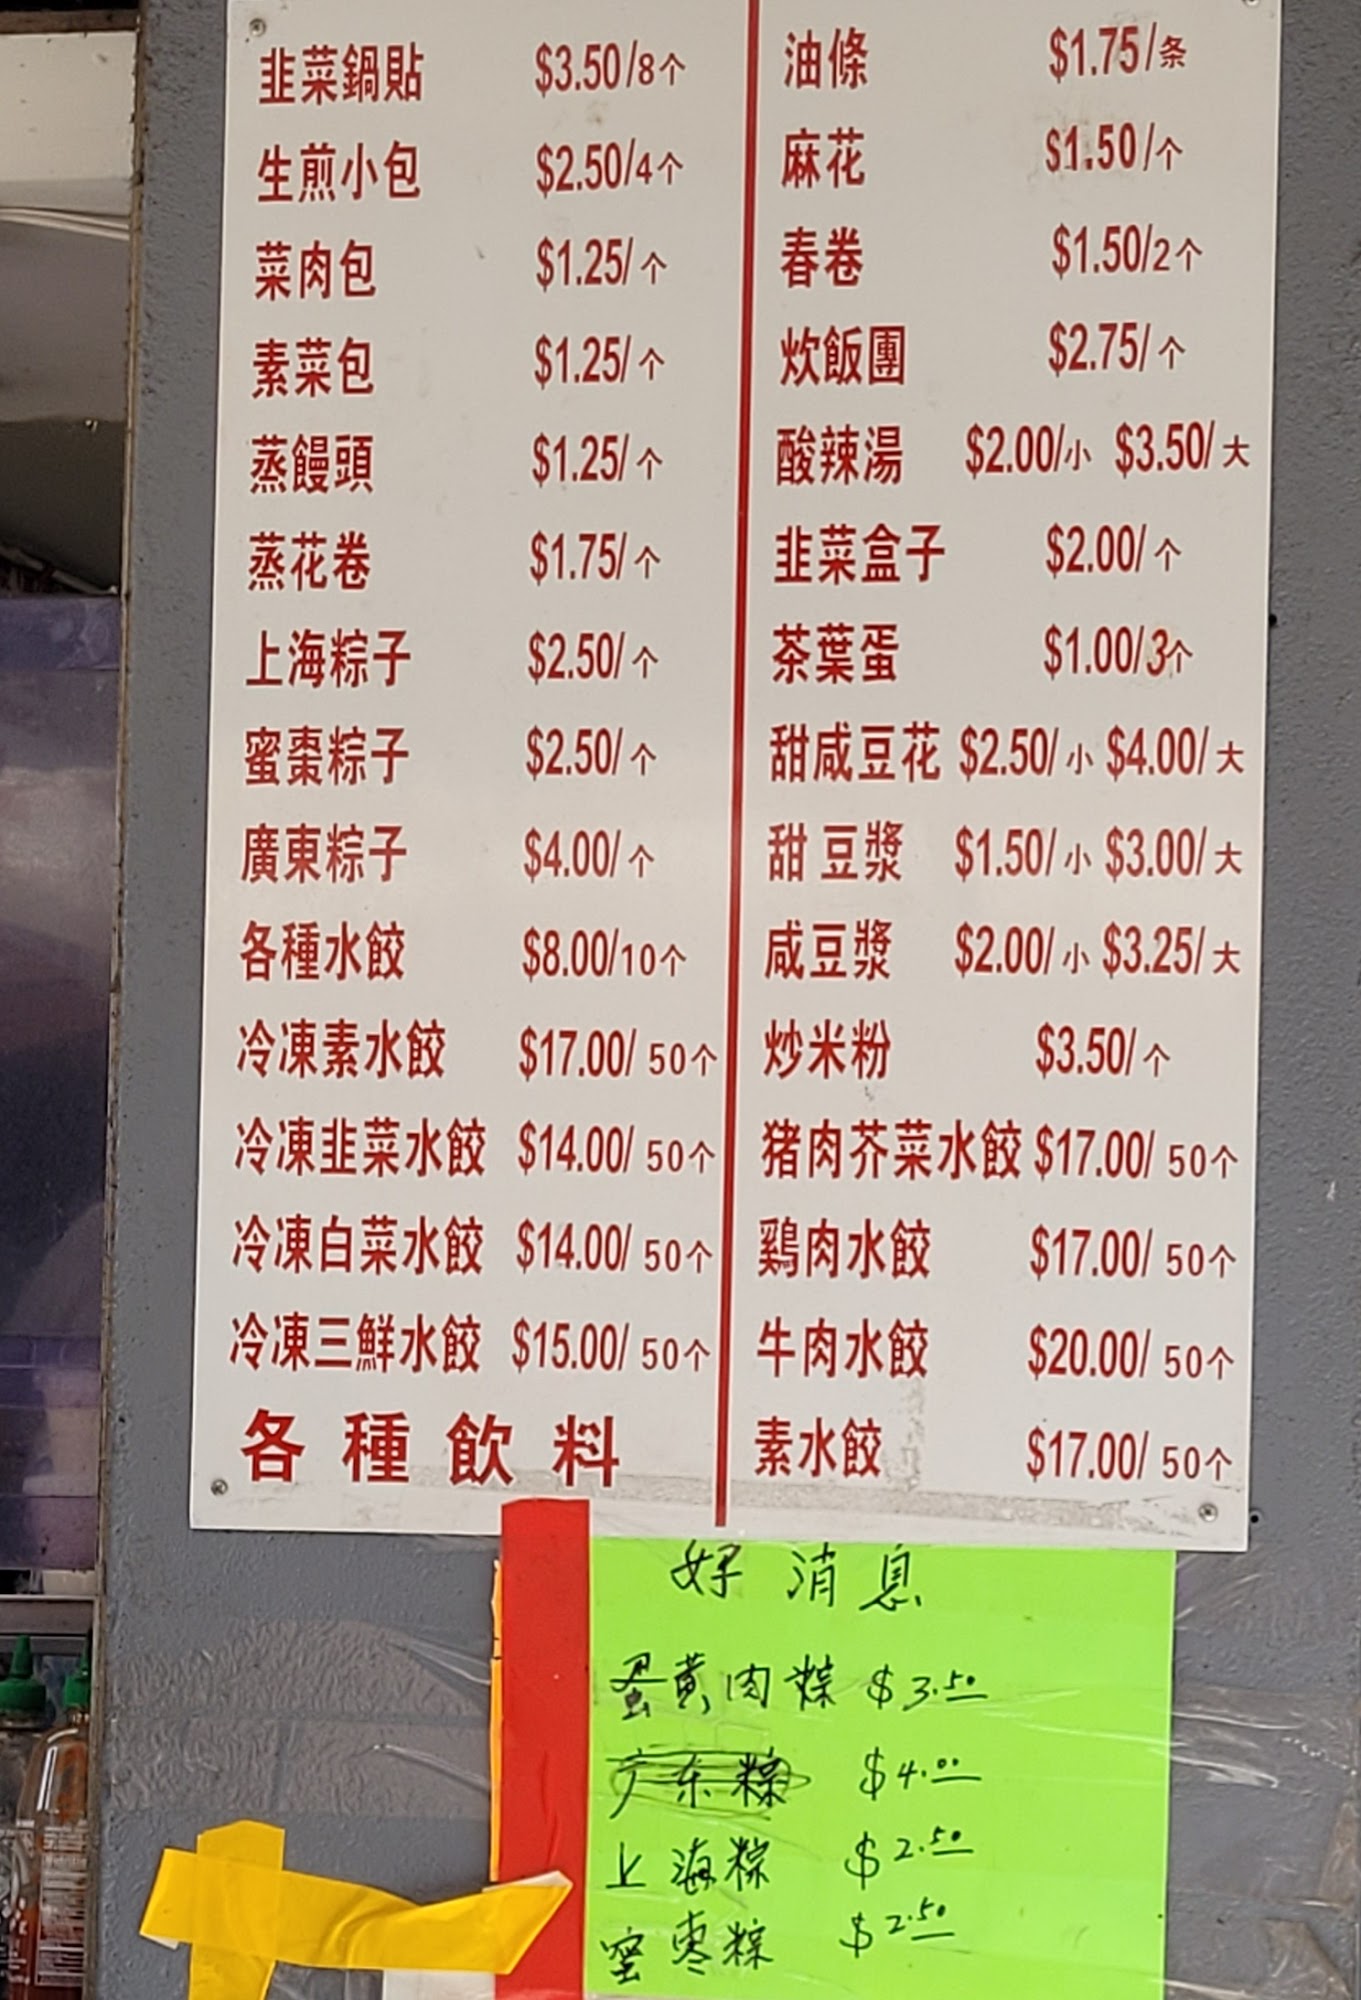 韭菜鍋貼 $3.50/8个
生煎小包 $2.50/4个
菜肉包 $1.25/个
素菜包 $1.25/个
蒸饅頭 $1.25/个
蒸花卷 $1.75/个
上海粽子 $2.50/个
蜜棗粽子 $2.50/个
廣東粽子 $4.00/个
各種水餃 $8.00/10个
冷凍素水餃 $17.00/ 50个
冷凍韭菜水餃 $14.00/ 50个
冷凍白菜水餃 $14.00/ 50个
冷凍三鮮水餃 $15.00/ 50个
各種飲料
油條 $1.75/条
麻花 $1.50/个
春卷 $1.50/2个
炊飯團 $2.75/个
酸辣湯 $2.00/小 $3.50/大
韭菜盒子 $2.00/个
茶葉蛋 $1.00/3个
甜咸豆花 $2.50/小 $4.00/大
甜豆漿 $1.50/小 $3.00/大
咸豆漿 $2.00/小 $3.25/大
炒米粉 $3.50/个
猪肉芥菜水餃 $17.00/ 50个
鷄肉水餃 $17.00/ 50个
牛肉水餃 $20.00/ 50个
素水餃 $17.00/ 50个
好消息
蛋黄肉粽 $3.50
广东粽 $4.00
上海粽 $2.50
蜜枣粽 $2.50